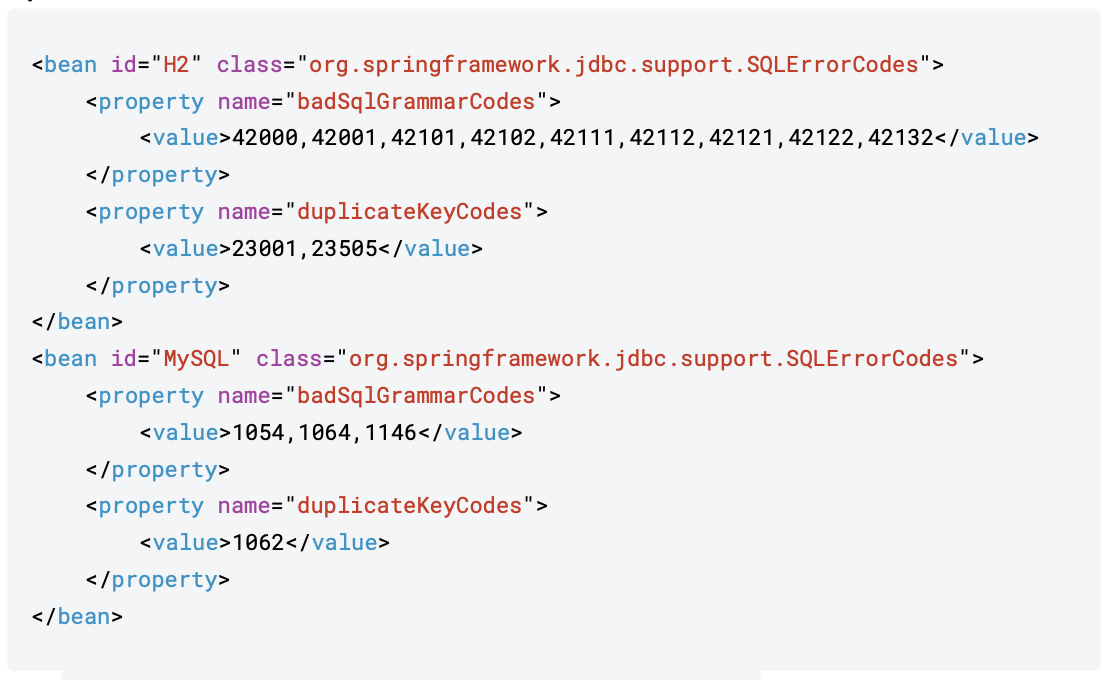 <bean id="H2" class="org.springframework.jdbc.support.SQLErrorCodes">
    <property name="badSqlGrammarCodes">
        <value>42000,42001,42101,42102,42111,42112,42121,42122,42132</value>
    </property>
    <property name="duplicateKeyCodes">
        <value>23001,23505</value>
    </property>
</bean>
<bean id="MySQL" class="org.springframework.jdbc.support.SQLErrorCodes">
    <property name="badSqlGrammarCodes">
        <value>1054,1064,1146</value>
    </property>
    <property name="duplicateKeyCodes">
        <value>1062</value>
    </property>
</bean>